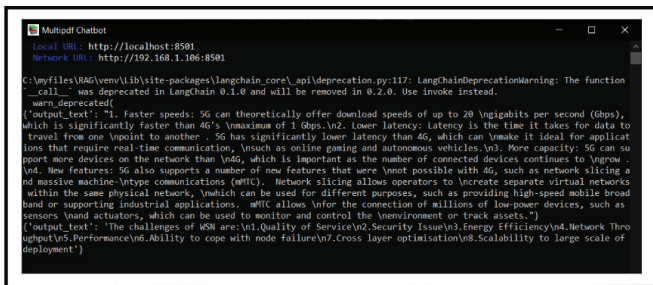 Multipdf Chatbot
Local URL: http://localhost:8501
Network URL: http://192.168.1.106:8501
C:\myfiles\RAG\venv\Lib\site-packages\langchain_core\_api\deprecation.py:117: LangChainDeprecationWarning: The function
`__call__` was deprecated in LangChain 0.1.0 and will be removed in 0.2.0. Use invoke instead.
warn_deprecated(
{'output_text': "1. Faster speeds: 5G can theoretically offer download speeds of up to 20 \ngigabits per second (Gbps),
which is significantly faster than 4G's \nmaximum of 1 Gbps.\n2. Lower latency: Latency is the time it takes for data to
travel from one \npoint to another . 5G has significantly lower latency than 4G, which can \nmake it ideal for applicat
ions that require real-time communication, \nsuch as online gaming and autonomous vehicles.\n3. More capacity: 5G can su
pport more devices on the network than \n4G, which is important as the number of connected devices continues to \ngrow .
\n4. New features: 5G also supports a number of new features that were \nnot possible with 4G, such as network slicing a
nd massive machine-\ntype communications (mMTC).  Network slicing allows operators to \ncreate separate virtual networks
within the same physical network, \nwhich can be used for different purposes, such as providing high-speed mobile broad
band or supporting industrial applications.  mMTC allows \nfor the connection of millions of low-power devices, such as
sensors \nand actuators, which can be used to monitor and control the \nenvironment or track assets."}
{'output_text': 'The challenges of WSN are:\n1.Quality of Service\n2.Security Issue\n3.Energy Efficiency\n4.Network Thro
ughput\n5.Performance\n6.Ability to cope with node failure\n7.Cross layer optimisation\n8.Scalability to large scale of
deployment'}